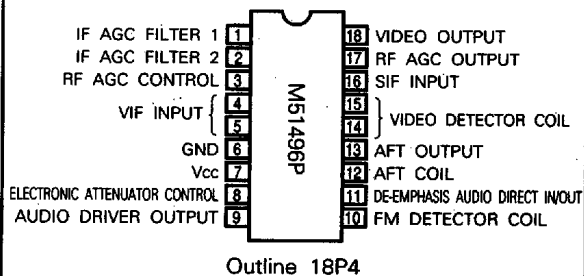 IF AGC FILTER 1 1 18 VIDEO OUTPUT
IF AGC FILTER 2 2 17 RF AGC OUTPUT
RF AGC CONTROL 3 16 SIF INPUT
VIF INPUT 4 15 VIDEO DETECTOR COIL
5 14
GND 6 13 AFT OUTPUT
Vcc 7 12 AFT COIL
ELECTRONIC ATTENUATOR CONTROL 8 11 DE-EMPHASIS AUDIO DIRECT IN/OUT
AUDIO DRIVER OUTPUT 9 10 FM DETECTOR COIL
M51496P
Outline 18P4